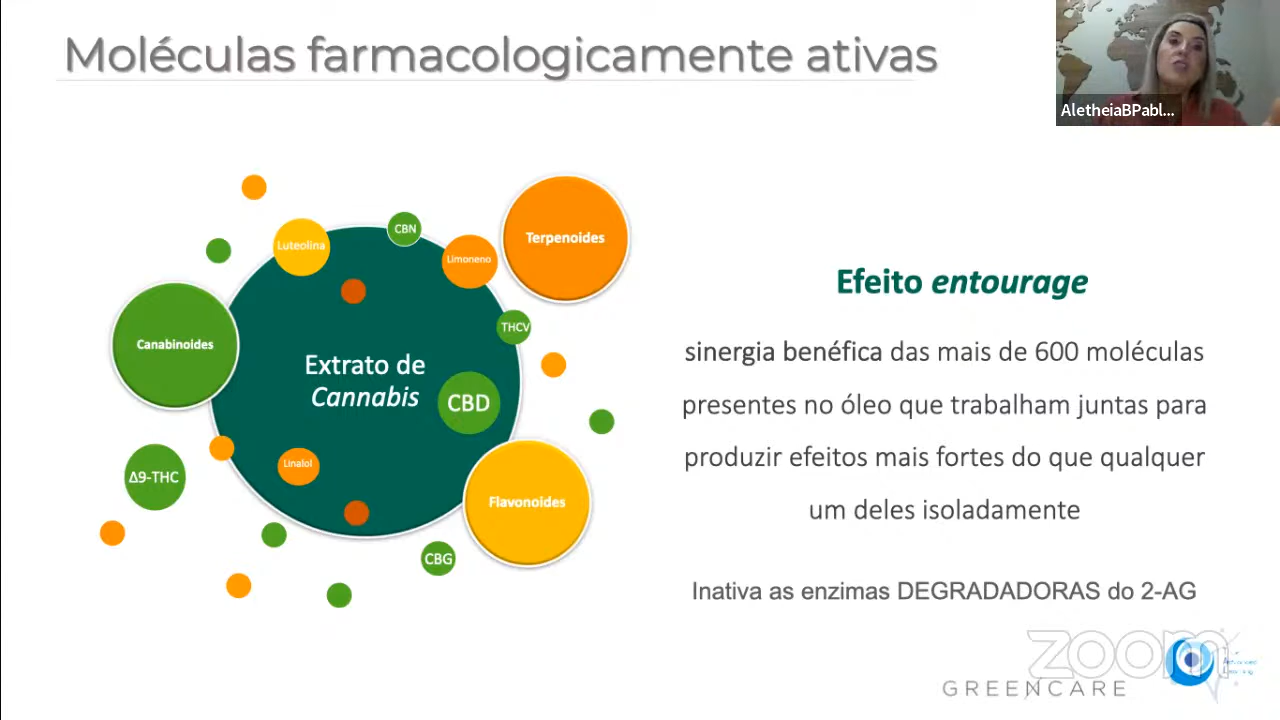 Moléculas farmacologicamente ativas
AletheiaBPabl...
CBN
Luteolina
Limoneno
Terpenoides
THCV
Canabinoides
Extrato de
Cannabis
CBD
Linalol
Δ9-THC
Flavonoides
CBG
Efeito entourage
sinergia benéfica das mais de 600 moléculas
presentes no óleo que trabalham juntas para
produzir efeitos mais fortes do que qualquer
um deles isoladamente
Inativa as enzimas DEGRADADORAS do 2-AG
zoom
GREENCARE